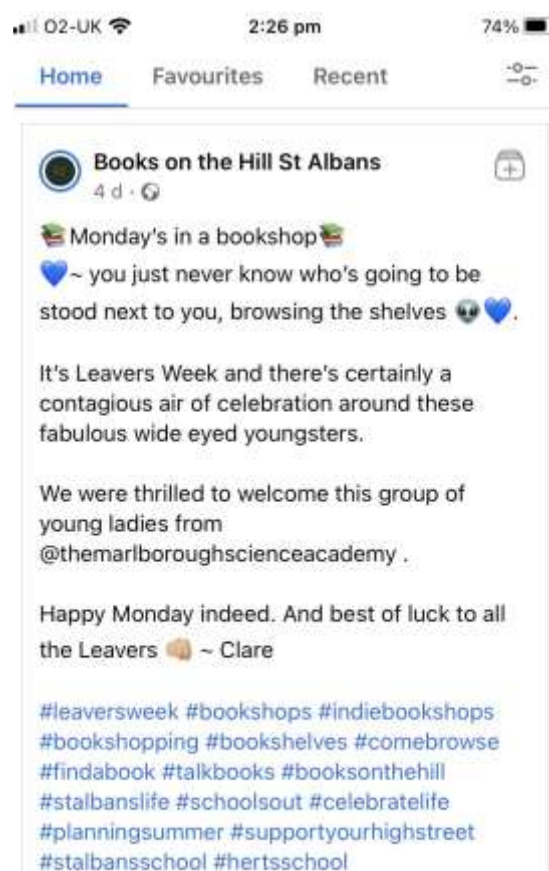 O2-UK 2:26 pm 74%
Home Favourites Recent
Books on the Hill St Albans
4 d ·
📚Monday's in a bookshop📚
💙~ you just never know who's going to be
stood next to you, browsing the shelves 👽💙.
It's Leavers Week and there's certainly a
contagious air of celebration around these
fabulous wide eyed youngsters.
We were thrilled to welcome this group of
young ladies from
@themarlboroughscienceacademy .
Happy Monday indeed. And best of luck to all
the Leavers 👊🏼 ~ Clare
#leaversweek #bookshops #indiebookshops
#bookshopping #bookshelves #comebrowse
#findabook #talkbooks #booksonthehill
#stalbanslife #schoolsout #celebratelife
#planningsummer #supportyourhighstreet
#stalbansschool #hertsschool